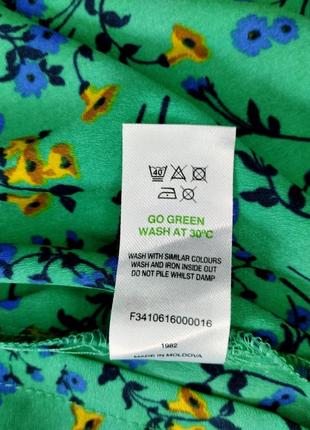 40
GO GREEN
WASH AT 30°C
WASH WITH SIMILAR COLOURS
WASH AND IRON INSIDE OUT
DO NOT PILE WHILST DAMP
F3410616000016
1982
MADE IN MOLDOVA